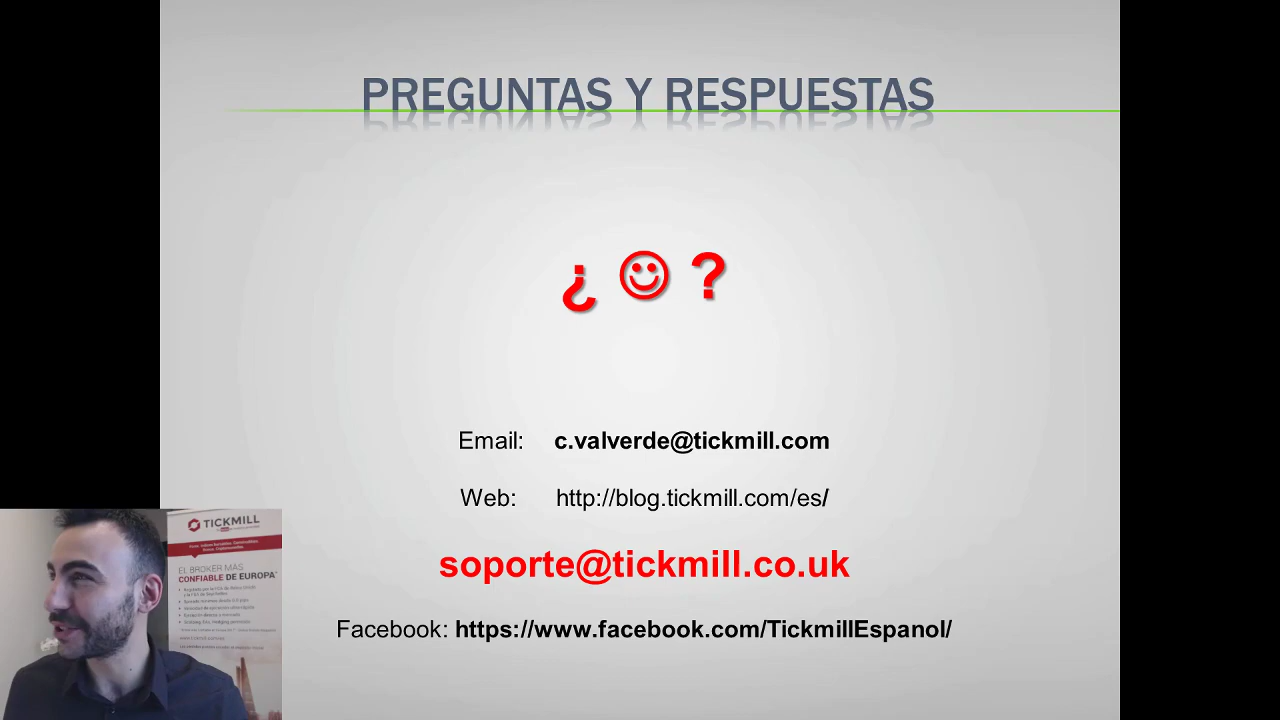 PREGUNTAS Y RESPUESTAS
¿ ☺ ?
Email: c.valverde@tickmill.com
Web: http://blog.tickmill.com/es/
soporte@tickmill.co.uk
Facebook: https://www.facebook.com/TickmillEspanol/
TICKMILL
EL BROKER MÁS
CONFIABLE DE EUROPA*